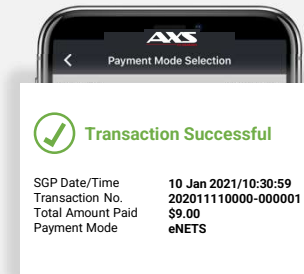 AXS
Payment Mode Selection
Transaction Successful
SGP Date/Time 10 Jan 2021/10:30:59
Transaction No. 202011110000-000001
Total Amount Paid $9.00
Payment Mode eNETS